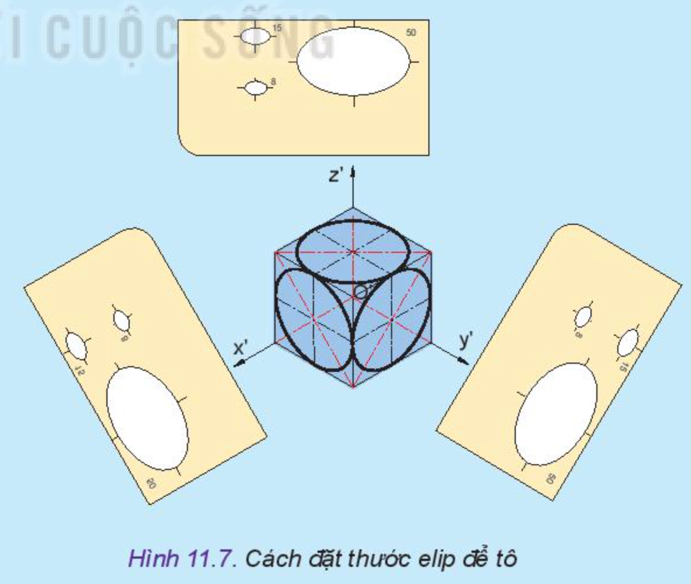 I CUỘC SỐNG
15
50
8
z'
O'
x'
y'
8
12
50
8
15
50
Hình 11.7. Cách đặt thước elip để tô